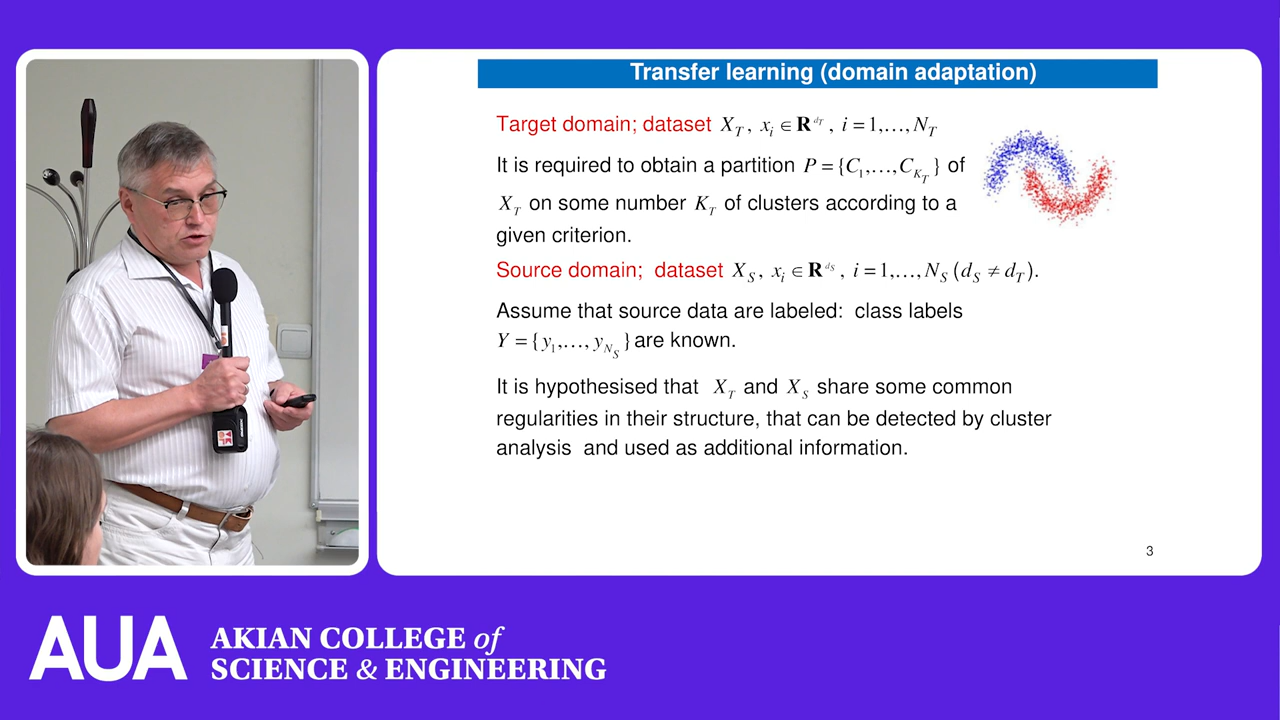 Transfer learning (domain adaptation)
Target domain; dataset X_T, x_i ∈ R^{d_T}, i = 1,…, N_T
It is required to obtain a partition P = {C_1,…, C_{K_T}} of
X_T on some number K_T of clusters according to a
given criterion.
Source domain; dataset X_S, x_i ∈ R^{d_S}, i = 1,…, N_S (d_S ≠ d_T).
Assume that source data are labeled: class labels
Y = {y_1,…, y_{N_S}} are known.
It is hypothesised that X_T and X_S share some common
regularities in their structure, that can be detected by cluster
analysis and used as additional information.
3
AUA
AKIAN COLLEGE of
SCIENCE & ENGINEERING